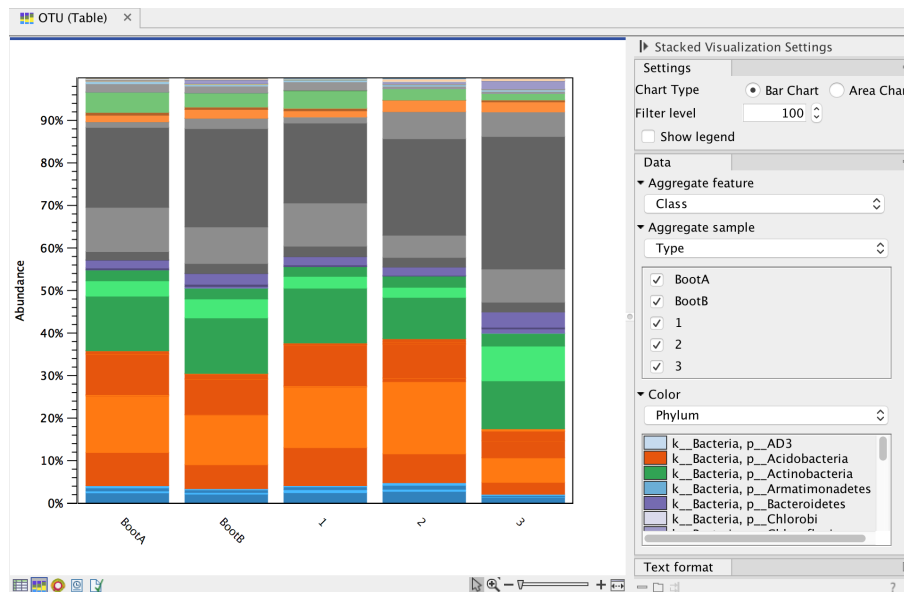 OTU (Table) ×
Stacked Visualization Settings
Settings
Chart Type Bar Chart Area Char
Filter level 100
Show legend
Data
Aggregate feature
Class
Aggregate sample
Type
BootA
BootB
1
2
3
Color
Phylum
k__Bacteria, p__AD3
k__Bacteria, p__Acidobacteria
k__Bacteria, p__Actinobacteria
k__Bacteria, p__Armatimonadetes
k__Bacteria, p__Bacteroidetes
k__Bacteria, p__Chlorobi
Text format
Abundance
90%
80%
70%
60%
50%
40%
30%
20%
10%
0%
BootA BootB 1 2 3
?